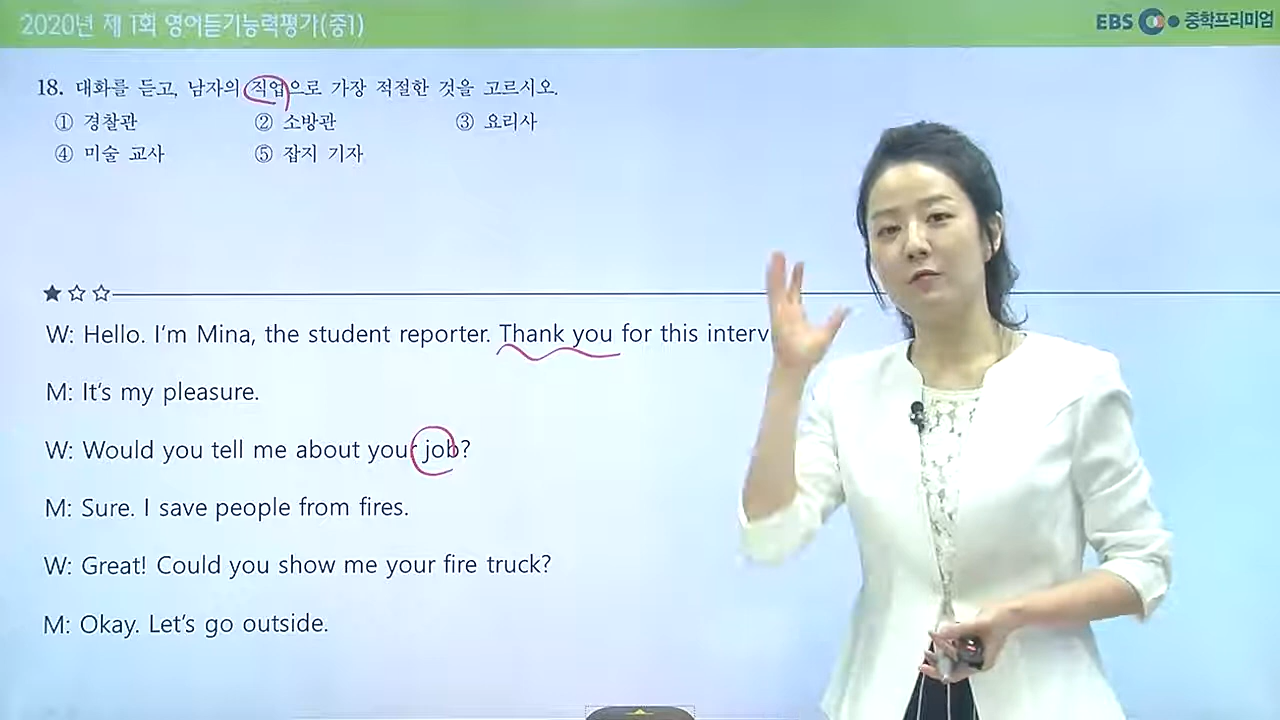 2020년 제 1회 영어듣기능력평가(중1)
EBS 중학프리미엄
18. 대화를 듣고, 남자의 직업으로 가장 적절한 것을 고르시오.
① 경찰관 ② 소방관 ③ 요리사
④ 미술 교사 ⑤ 잡지 기자
W: Hello. I'm Mina, the student reporter. Thank you for this interv
M: It's my pleasure.
W: Would you tell me about your job?
M: Sure. I save people from fires.
W: Great! Could you show me your fire truck?
M: Okay. Let's go outside.